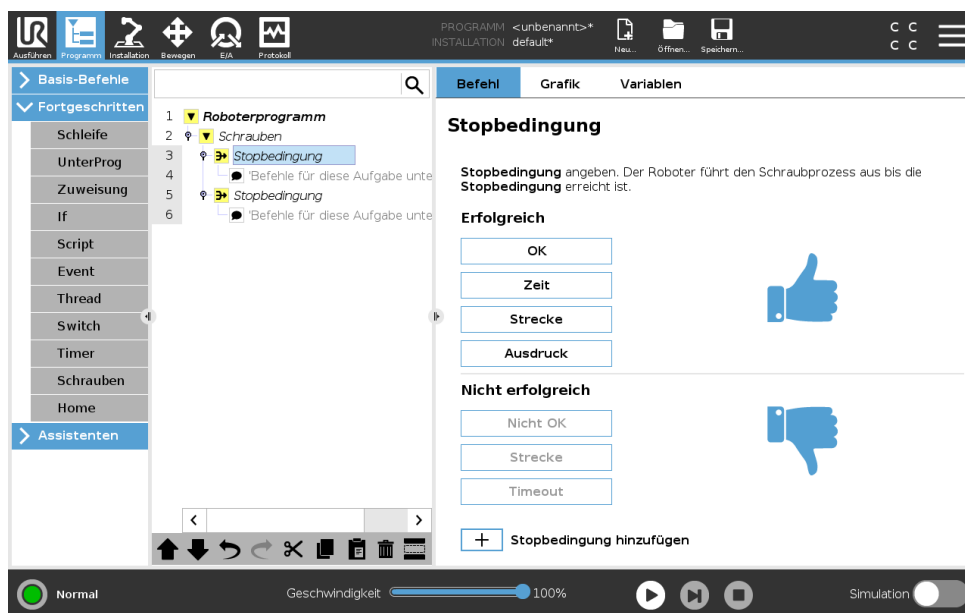 UR
PROGRAMM <unbenannt>*
INSTALLATION default*
C C
C C
Ausführen Programm Installation Bewegen E/A Protokoll Neu... Öffnen... Speichern...
Basis-Befehle
Fortgeschritten
Schleife
UnterProg
Zuweisung
If
Script
Event
Thread
Switch
Timer
Schrauben
Home
Assistenten
1 Roboterprogramm
2 Schrauben
3 Stopbedingung
4 'Befehle für diese Aufgabe unte
5 Stopbedingung
6 'Befehle für diese Aufgabe unte
Befehl Grafik Variablen
Stopbedingung
Stopbedingung angeben. Der Roboter führt den Schraubprozess aus bis die
Stopbedingung erreicht ist.
Erfolgreich
OK
Zeit
Strecke
Ausdruck
Nicht erfolgreich
Nicht OK
Strecke
Timeout
+ Stopbedingung hinzufügen
Normal Geschwindigkeit 100% Simulation